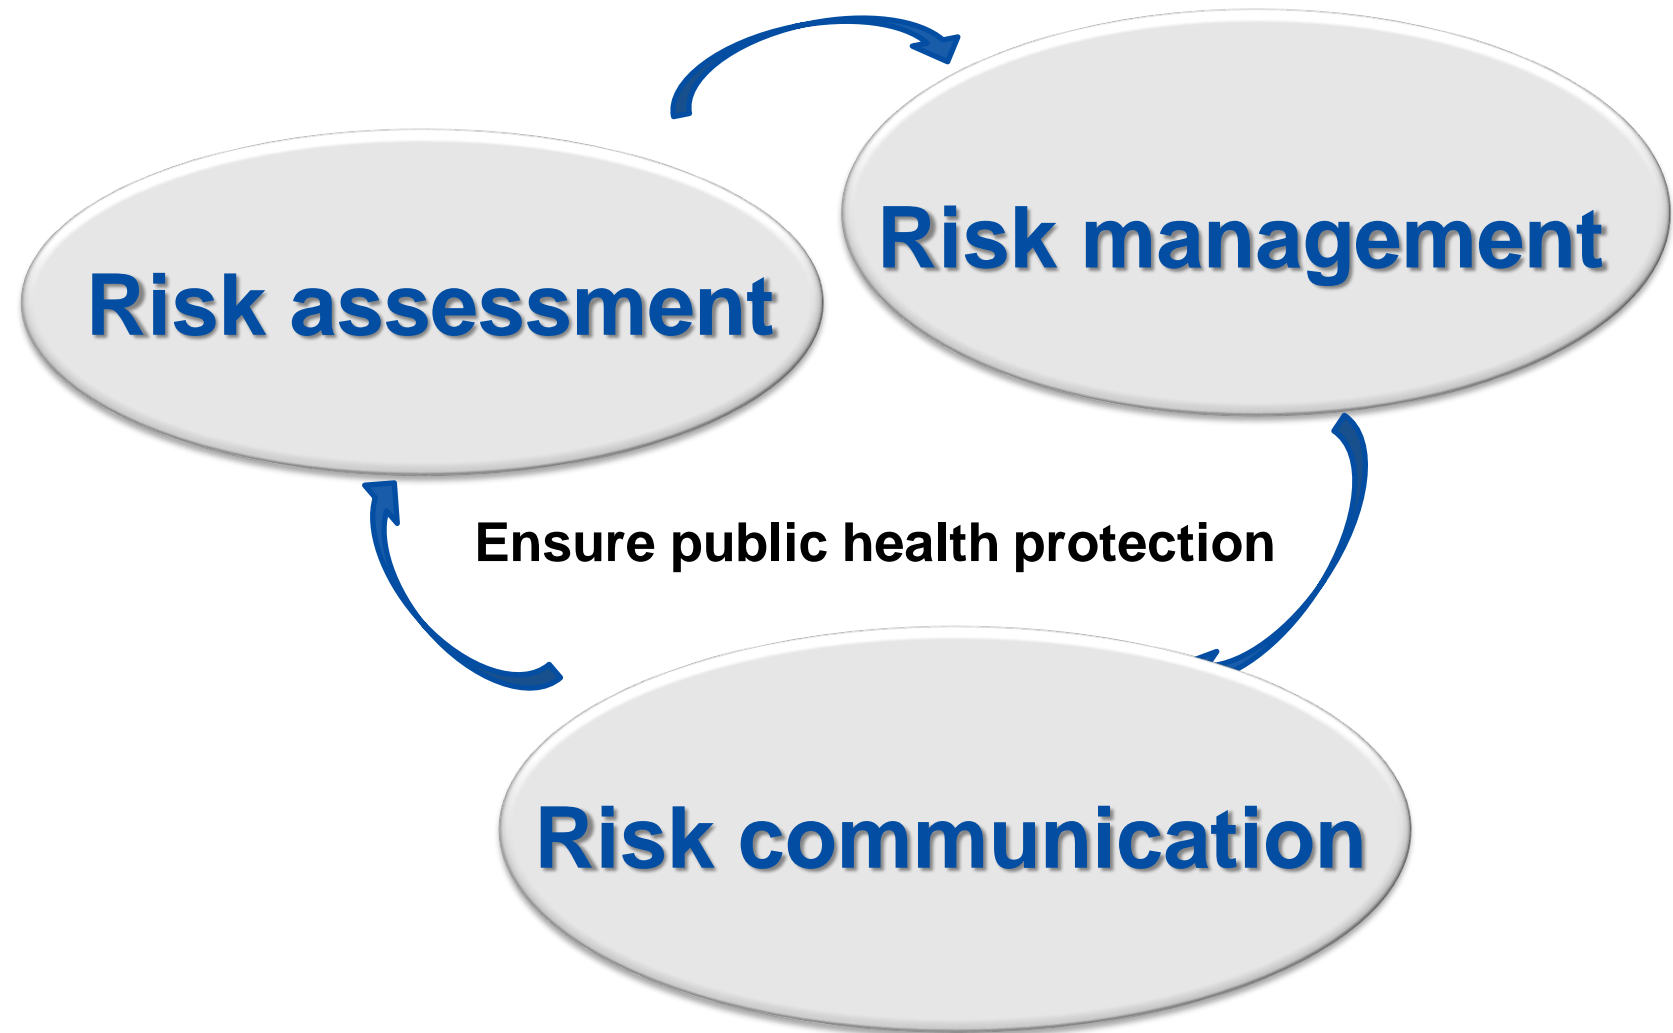 Risk management
Risk assessment
Ensure public health protection
Risk communication